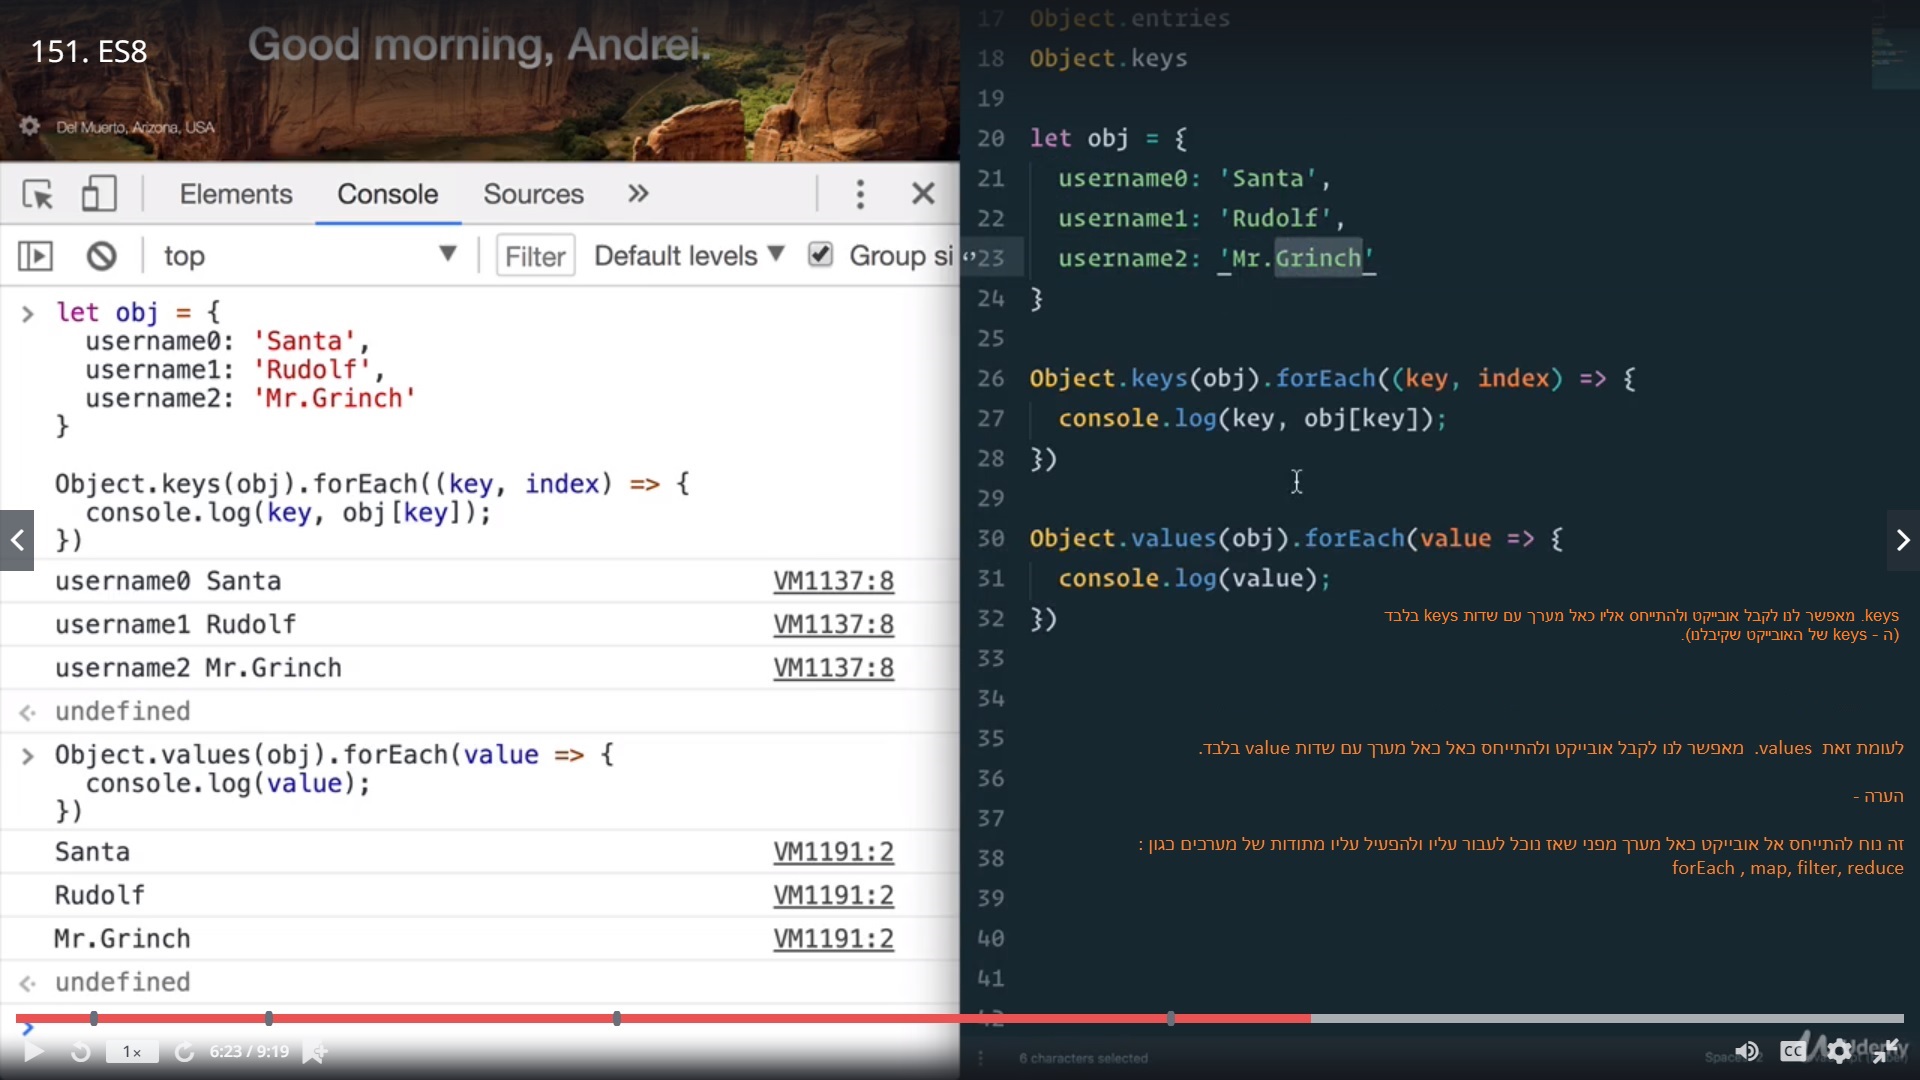 151. ES8
Good morning, Andrei.
Del Muerto, Arizona, USA
Elements
Console
Sources
top
Filter
Default levels
Group si
let obj = {
username0: 'Santa',
username1: 'Rudolf',
username2: 'Mr.Grinch'
}
Object.keys(obj).forEach((key, index) => {
console.log(key, obj[key]);
})
username0 Santa VM1137:8
username1 Rudolf VM1137:8
username2 Mr.Grinch VM1137:8
undefined
Object.values(obj).forEach(value => {
console.log(value);
})
Santa VM1191:2
Rudolf VM1191:2
Mr.Grinch VM1191:2
undefined
17 Object.entries
18 Object.keys
19
20 let obj = {
21 username0: 'Santa',
22 username1: 'Rudolf',
23 username2: 'Mr.Grinch'
24 }
25
26 Object.keys(obj).forEach((key, index) => {
27 console.log(key, obj[key]);
28 })
29
30 Object.values(obj).forEach(value => {
31 console.log(value);
32 })
33
34
35
36
37
38
39
40
41
42
keys. מאפשר לנו לקבל אובייקט ולהתייחס אליו כאל מערך עם שדות keys בלבד
(ה - keys של האובייקט שקיבלנו).
לעומת זאת values. מאפשר לנו לקבל אובייקט ולהתייחס כאל כאל מערך עם שדות value בלבד.
הערה -
זה נוח להתייחס אל אובייקט כאל מערך מפני שאז נוכל לעבור עליו ולהפעיל עליו מתודות של מערכים כגון :
forEach , map, filter, reduce
1x
6:23 / 9:19
6 characters selected
CC